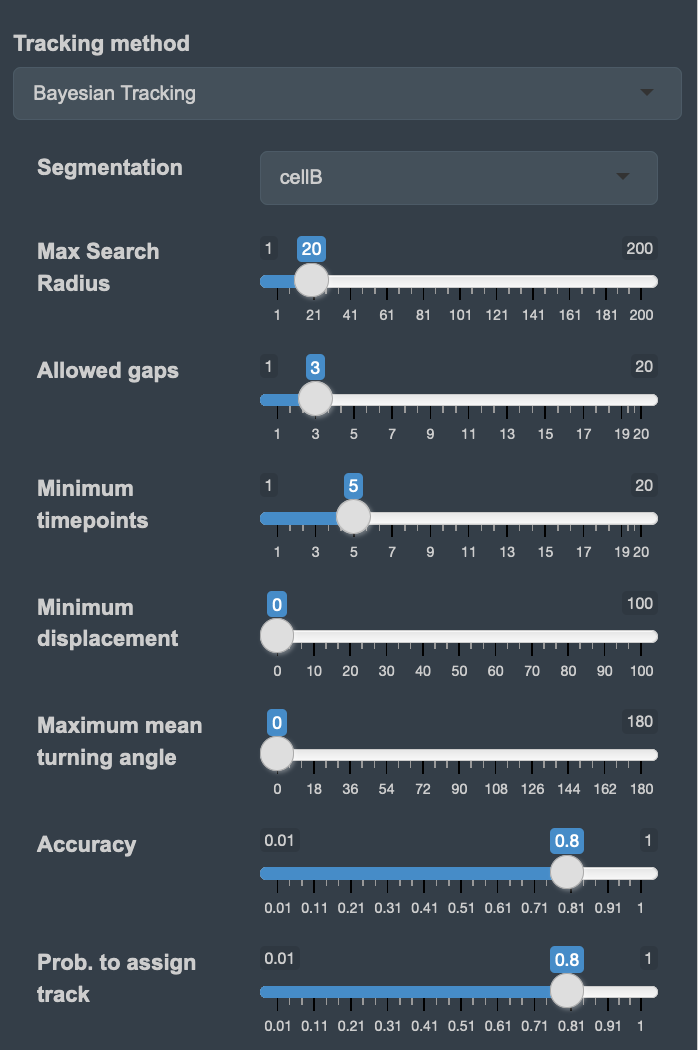 Tracking method
Bayesian Tracking
Segmentation
cellB
Max Search
Radius
1 20 200
1 21 41 61 81 101 121 141 161 181 200
Allowed gaps
1 3 20
1 3 5 7 9 11 13 15 17 19 20
Minimum
timepoints
1 5 20
1 3 5 7 9 11 13 15 17 19 20
Minimum
displacement
0 100
0 10 20 30 40 50 60 70 80 90 100
Maximum mean
turning angle
0 180
0 18 36 54 72 90 108 126 144 162 180
Accuracy
0.01 0.8 1
0.01 0.11 0.21 0.31 0.41 0.51 0.61 0.71 0.81 0.91 1
Prob. to assign
track
0.01 0.8 1
0.01 0.11 0.21 0.31 0.41 0.51 0.61 0.71 0.81 0.91 1